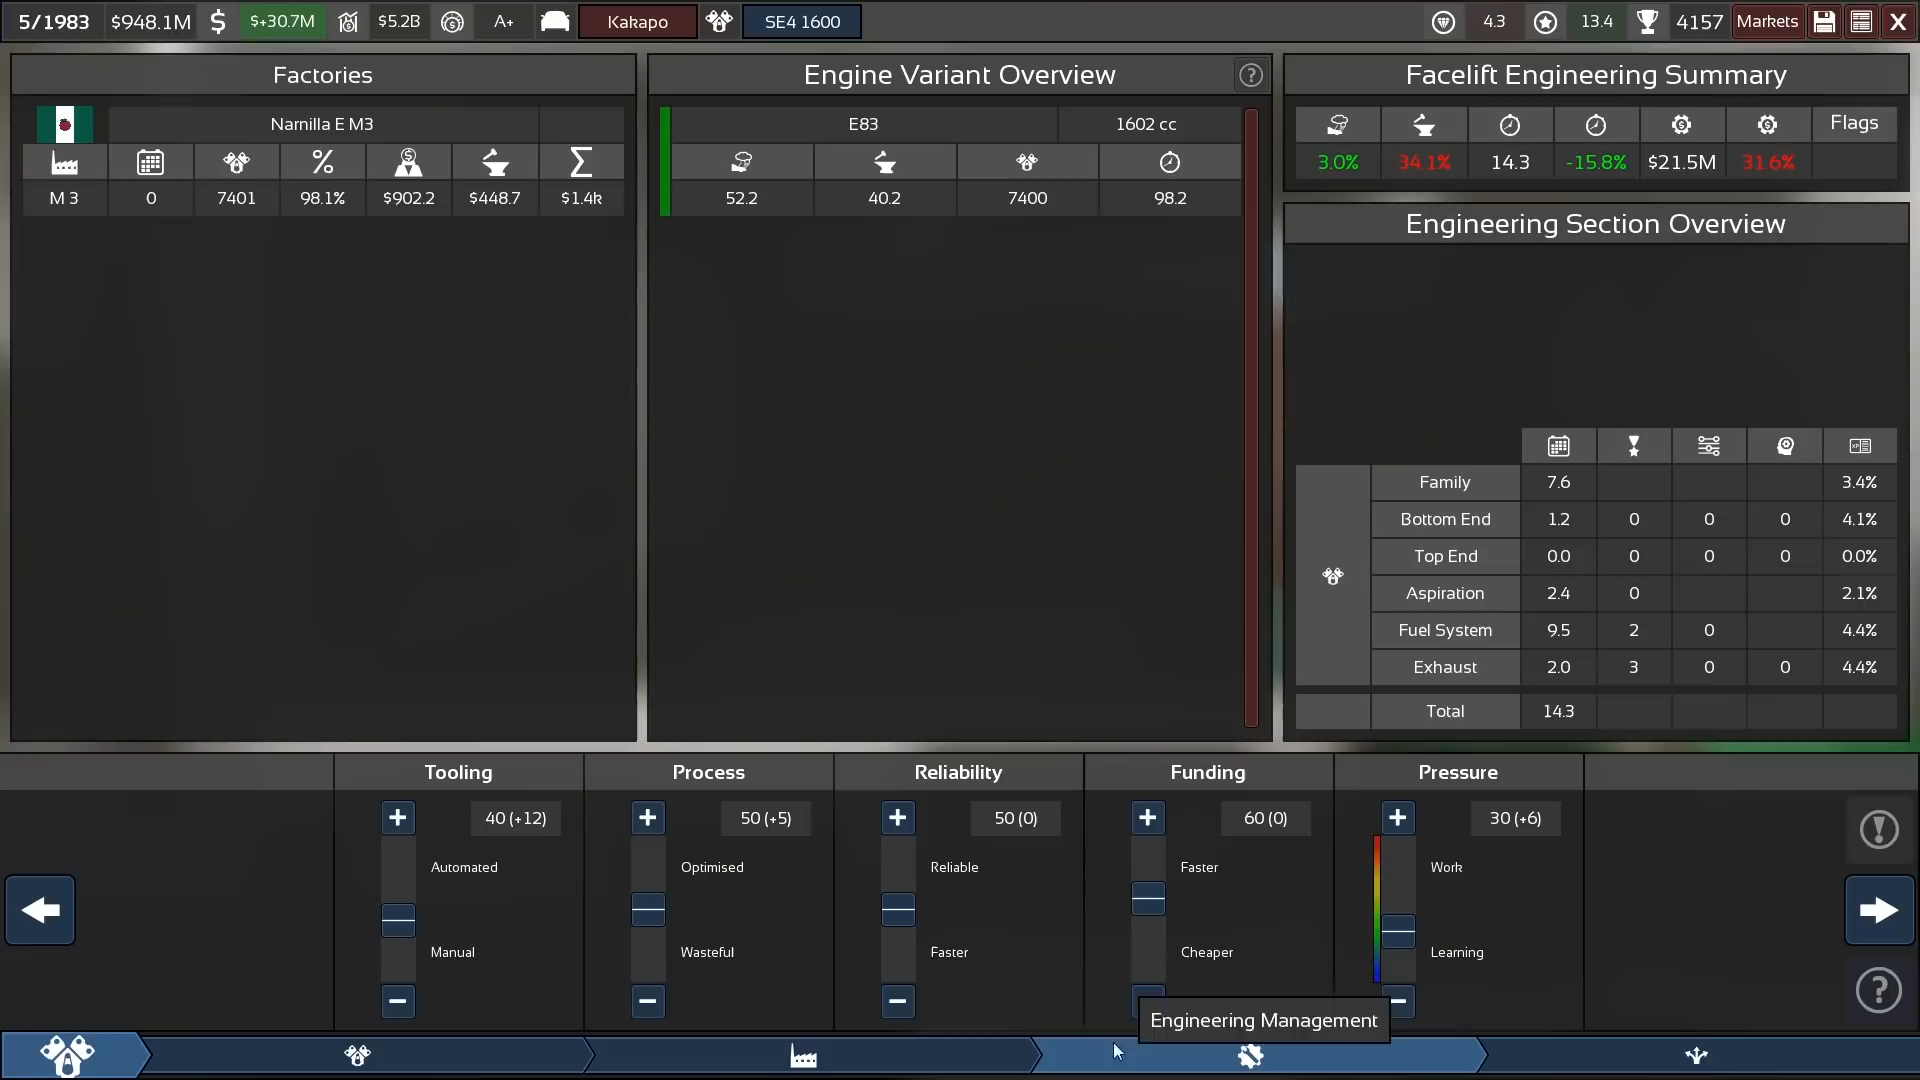 5/1983 $948.1M $+30.7M $5.2B A+ Kakapo SE4 1600 4.3 13.4 4157 Markets X
Factories
Narnilla E M3
%
Σ
M 3 0 7401 98.1% $902.2 $448.7 $1.4k
Engine Variant Overview ?
E83 1602 cc
52.2 40.2 7400 98.2
Facelift Engineering Summary
Flags
3.0% 34.1% 14.3 -15.8% $21.5M 31.6%
Engineering Section Overview
Family 7.6 3.4%
Bottom End 1.2 0 0 0 4.1%
Top End 0.0 0 0 0 0.0%
Aspiration 2.4 0 2.1%
Fuel System 9.5 2 0 4.4%
Exhaust 2.0 3 0 0 4.4%
Total 14.3
Tooling Process Reliability Funding Pressure
+ 40 (+12) + 50 (+5) + 50 (0) + 60 (0) + 30 (+6)
Automated Optimised Reliable Faster Work
Manual Wasteful Faster Cheaper Learning
Engineering Management
?